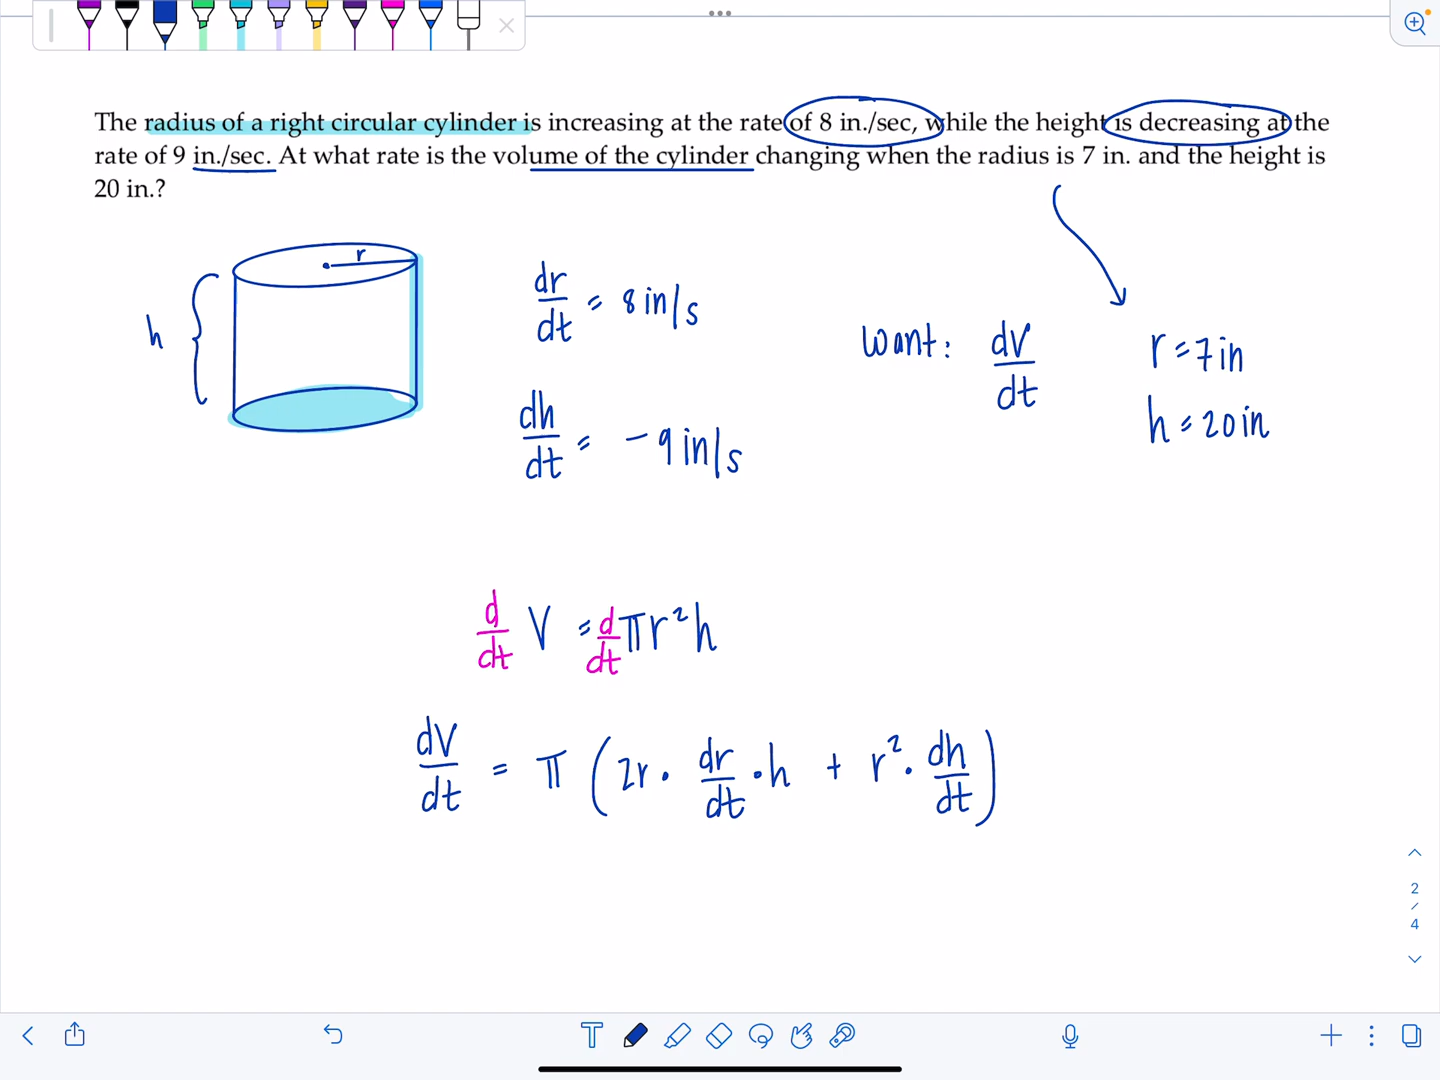 The radius of a right circular cylinder is increasing at the rate of 8 in./sec, while the height is decreasing at the
rate of 9 in./sec. At what rate is the volume of the cylinder changing when the radius is 7 in. and the height is
20 in.?
r
h
dr/dt = 8 in/s
dh/dt = -9 in/s
Want: dV/dt
r = 7 in
h = 20 in
d/dt V = d/dt πr²h
dV/dt = π (2r · dr/dt · h + r² · dh/dt)
2
/
4
T